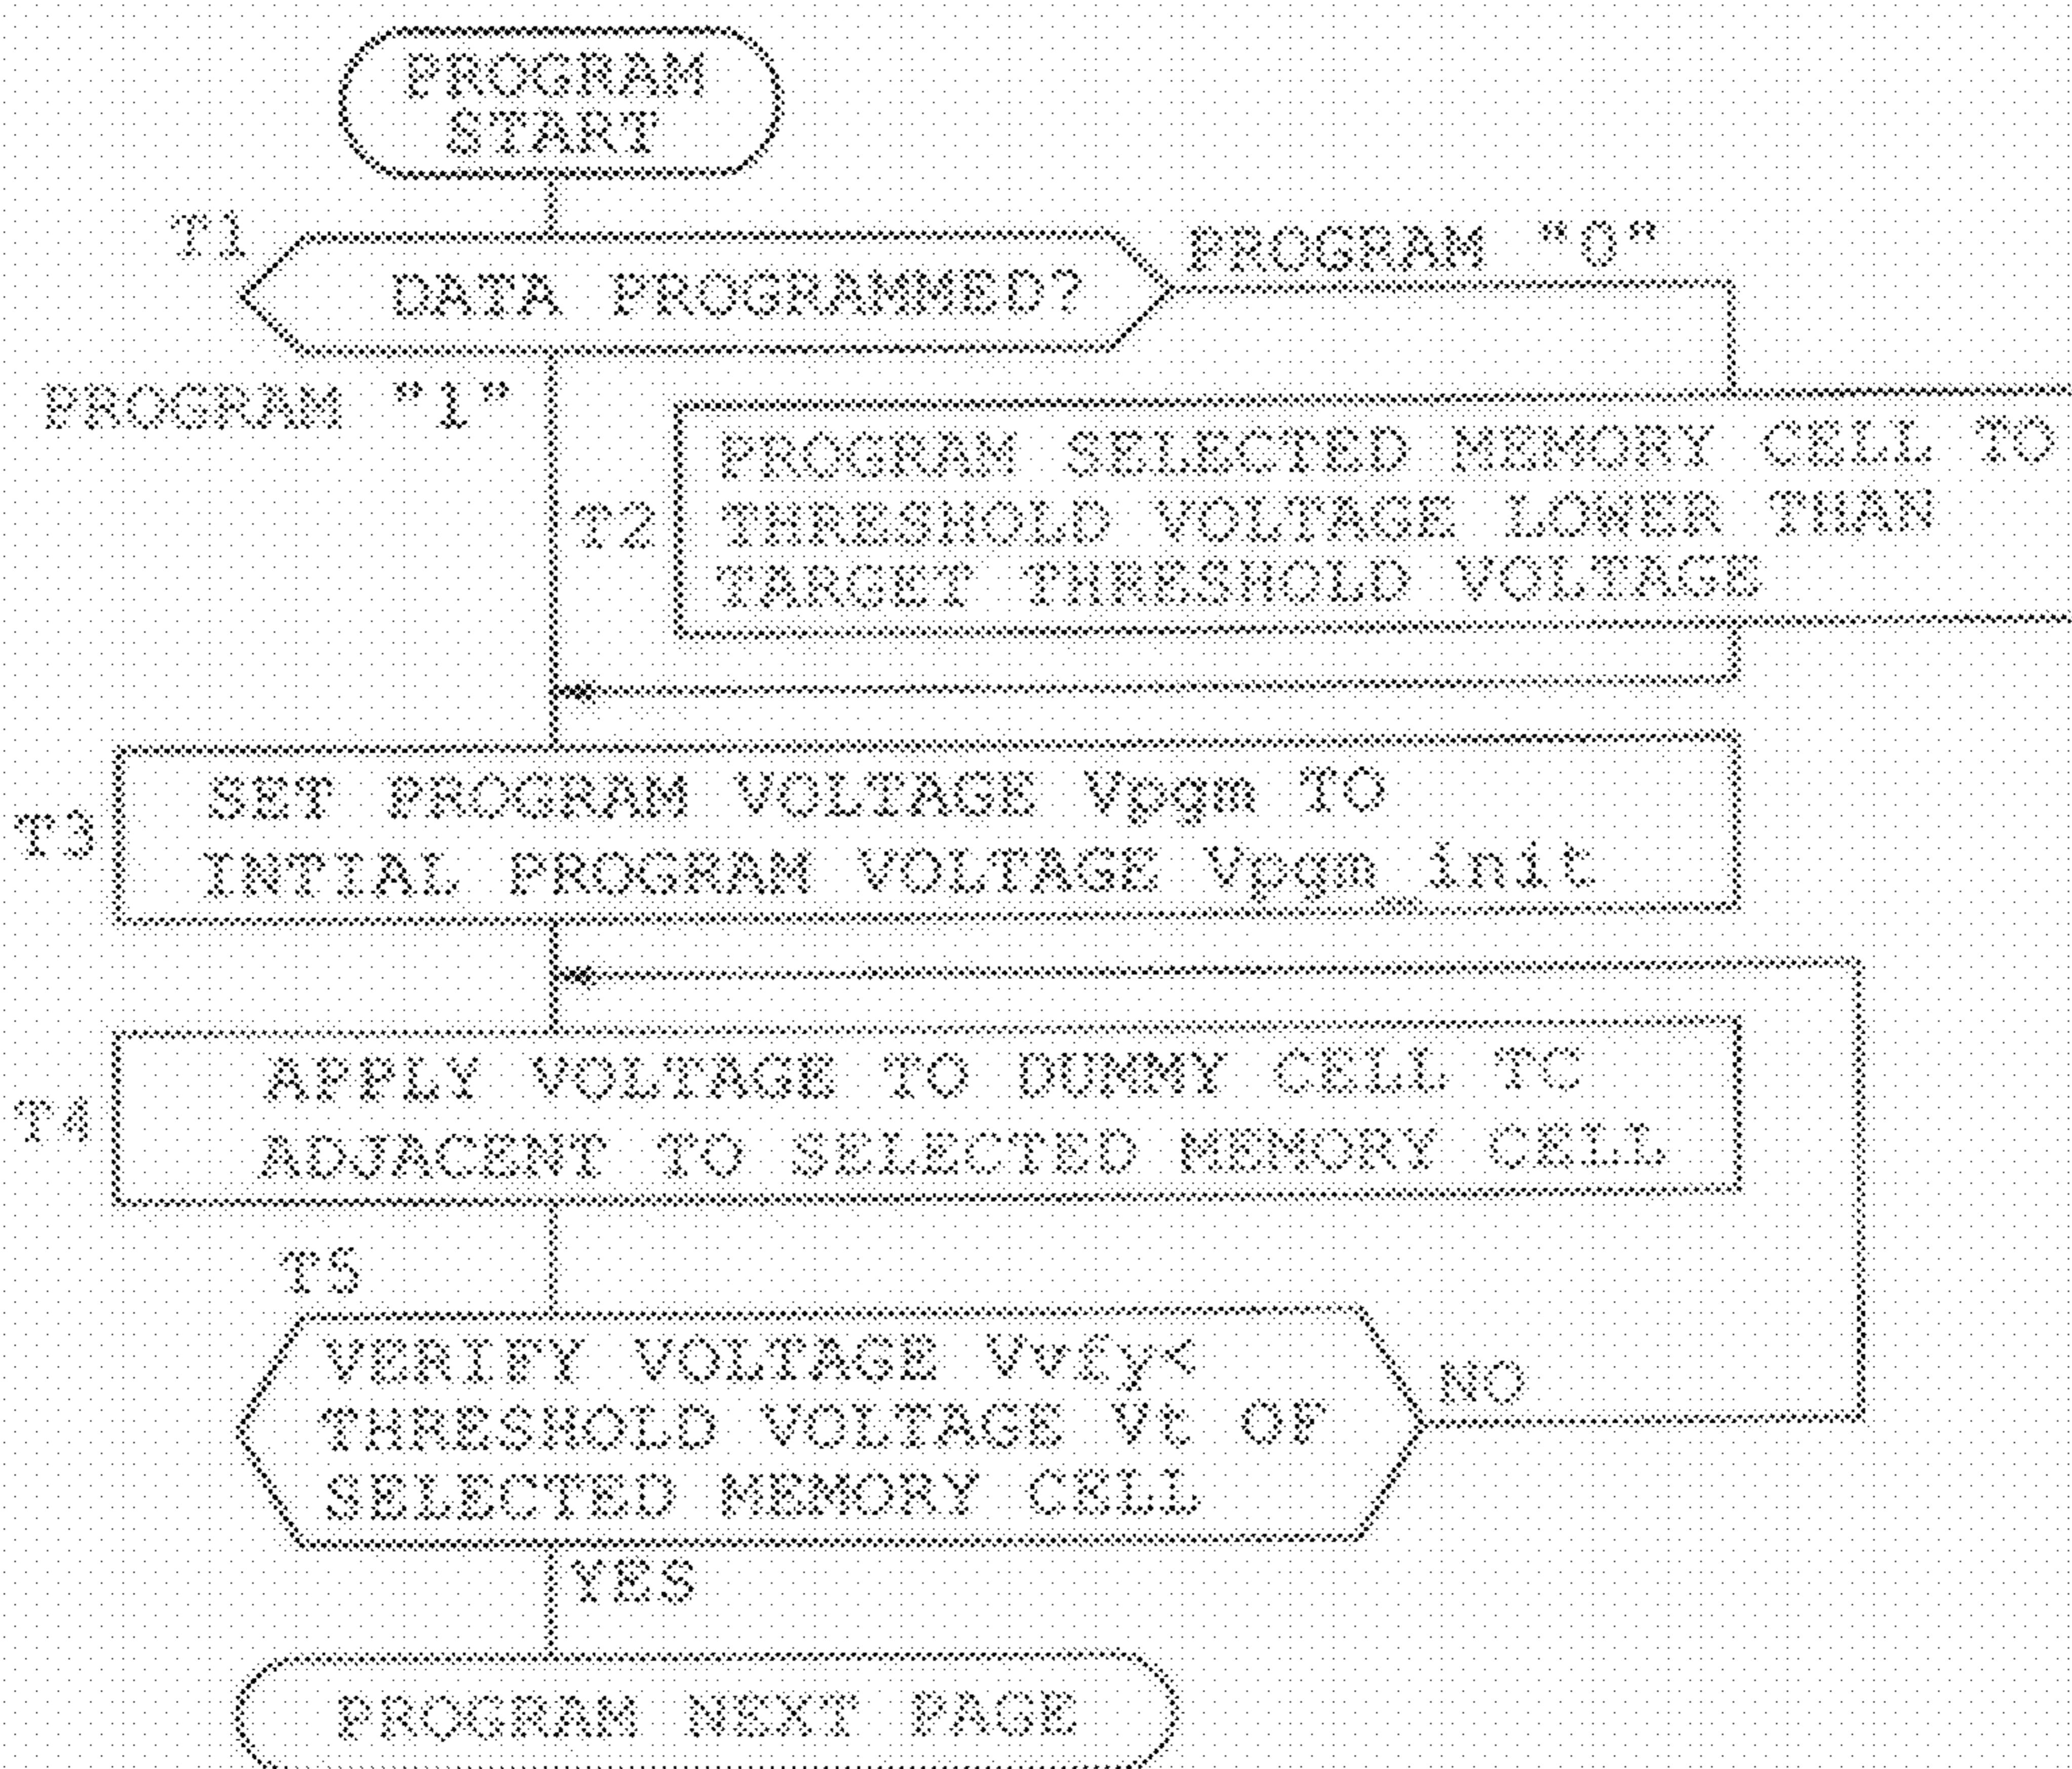 PROGRAM
START
T1
DATA PROGRAMMED?
PROGRAM "0"
PROGRAM "1"
T2
PROGRAM SELECTED MEMORY CELL TO
THRESHOLD VOLTAGE LOWER THAN
TARGET THRESHOLD VOLTAGE
T3
SET PROGRAM VOLTAGE Vpgm TO
INTIAL PROGRAM VOLTAGE Vpgm_init
T4
APPLY VOLTAGE TO DUMMY CELL TC
ADJACENT TO SELECTED MEMORY CELL
T5
VERIFY VOLTAGE Vvfy<
THRESHOLD VOLTAGE Vt OF
SELECTED MEMORY CELL
NO
YES
PROGRAM NEXT PAGE